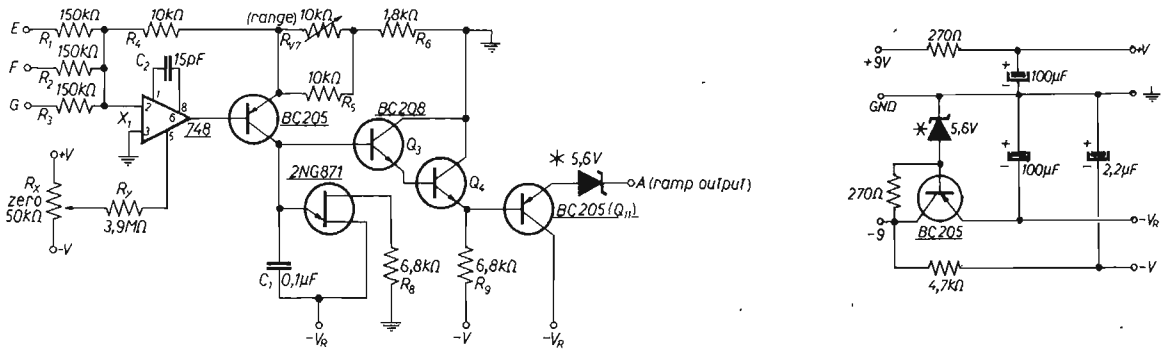 E
150kΩ
R1
10kΩ
R4
(range)
10kΩ
RV7
1,8kΩ
R6
F
150kΩ
R2
C2
15pF
10kΩ
R5
G
150kΩ
R3
X1
1
8
2
6
3
5
748
BC205
BC208
Q3
Q4
+V
Rx
zero
50kΩ
-V
Ry
3,9MΩ
2NG871
C1
0,1µF
6,8kΩ
R8
6,8kΩ
R9
* 5,6V
A (ramp output)
BC205(Q11)
-VR
-V
-VR
+9V
270Ω
+V
+
100µF
-
GND
* 5,6V
+
100µF
-
+
2,2µF
-
270Ω
BC205
-9
-VR
4,7kΩ
-V